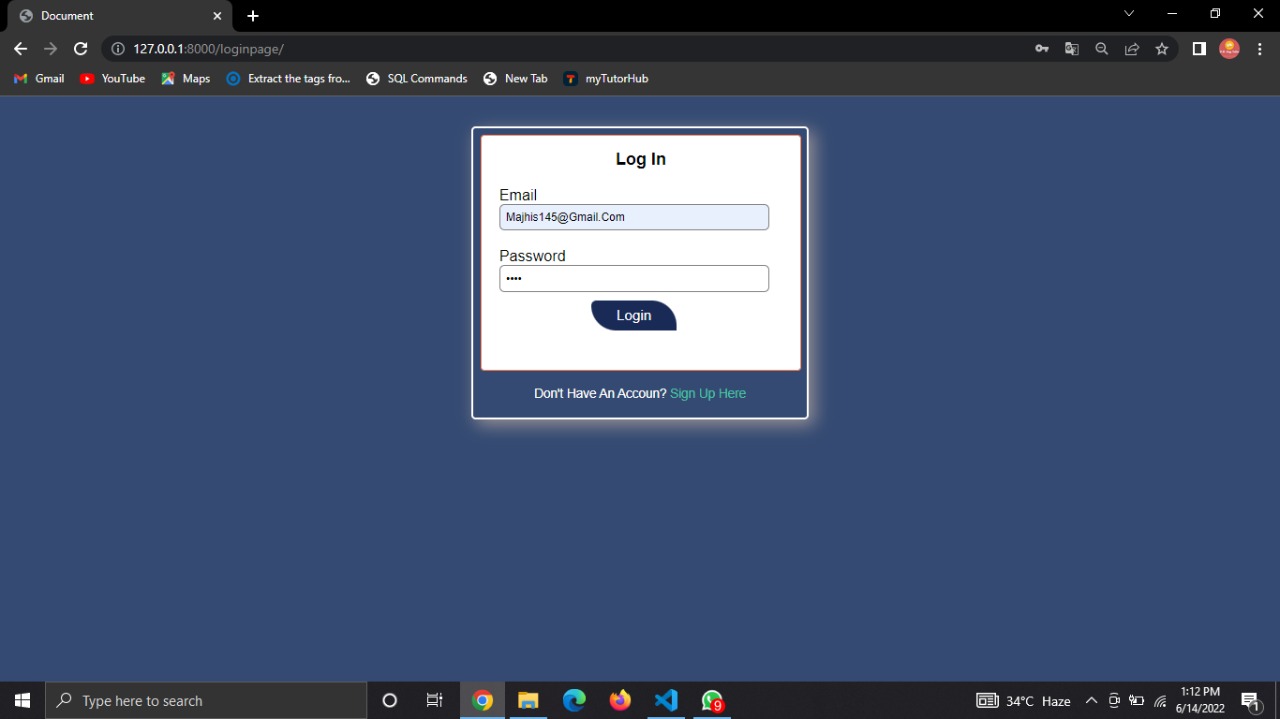 Document
127.0.0.1:8000/loginpage/
Gmail YouTube Maps Extract the tags fro... SQL Commands New Tab myTutorHub
Log In
Email
Majhis145@Gmail.Com
Password
••••
Login
Don't Have An Accoun? Sign Up Here
Type here to search
9
34°C Haze
1:12 PM
6/14/2022
1